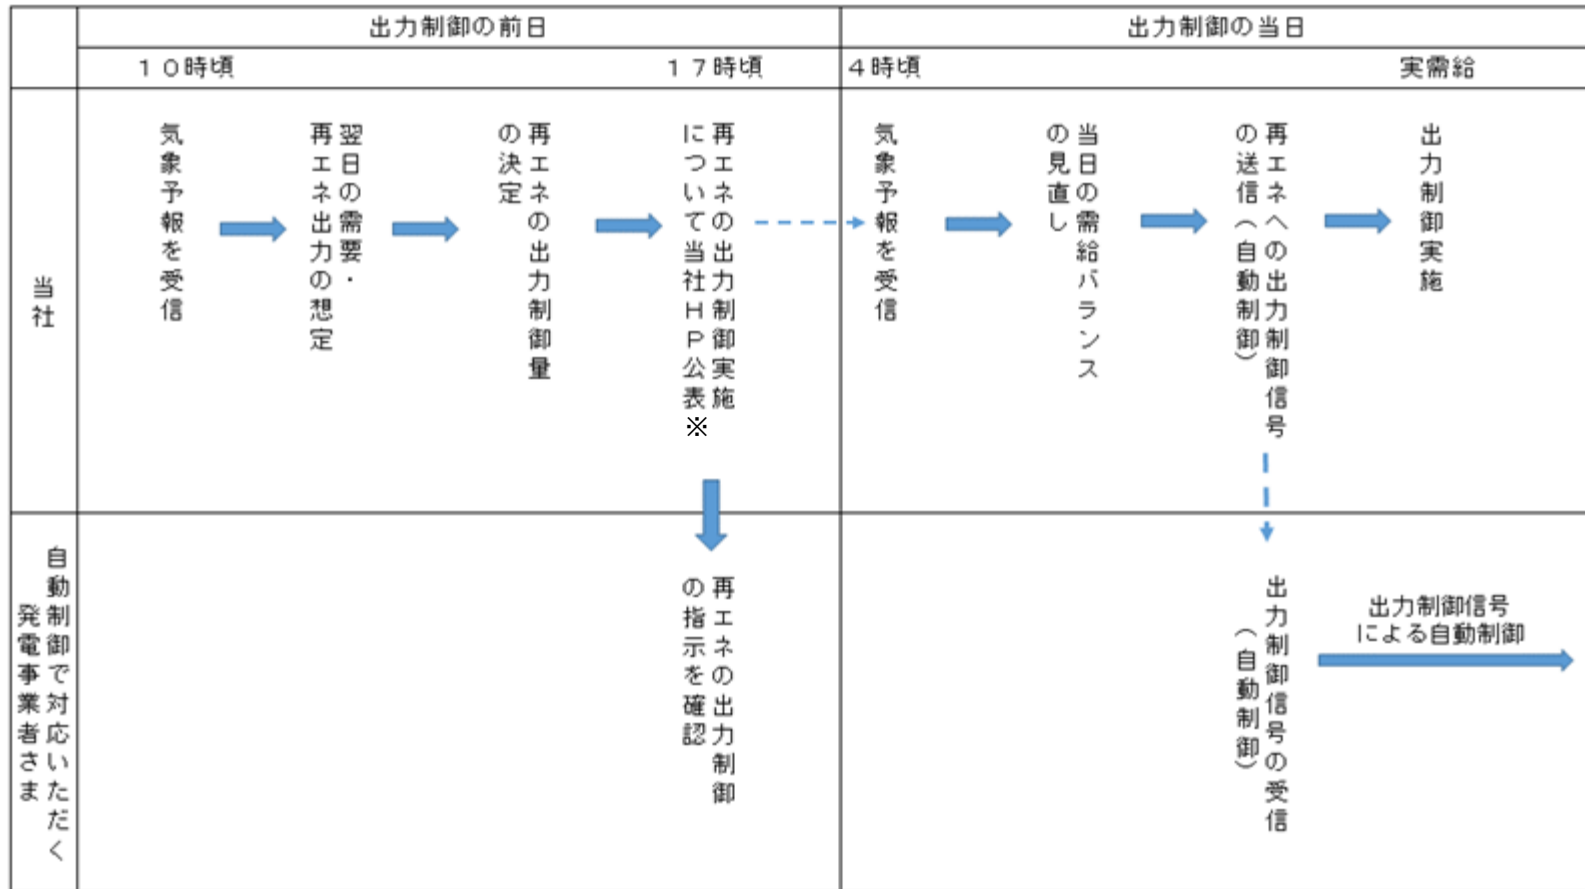 出力制御の前日
出力制御の当日
10時頃
17時頃
4時頃
実需給
当社
気象予報を受信
翌日の需要・
再エネ出力の想定
再エネの出力制御量
の決定
再エネの出力制御実施
について当社HP公表※
気象予報を受信
当日の需給バランス
の見直し
再エネへの出力制御信号
の送信(自動制御)
出力制御実施
自動制御で対応いただく
発電事業者さま
再エネの出力制御
の指示を確認
出力制御信号の受信
(自動制御)
出力制御信号
による自動制御